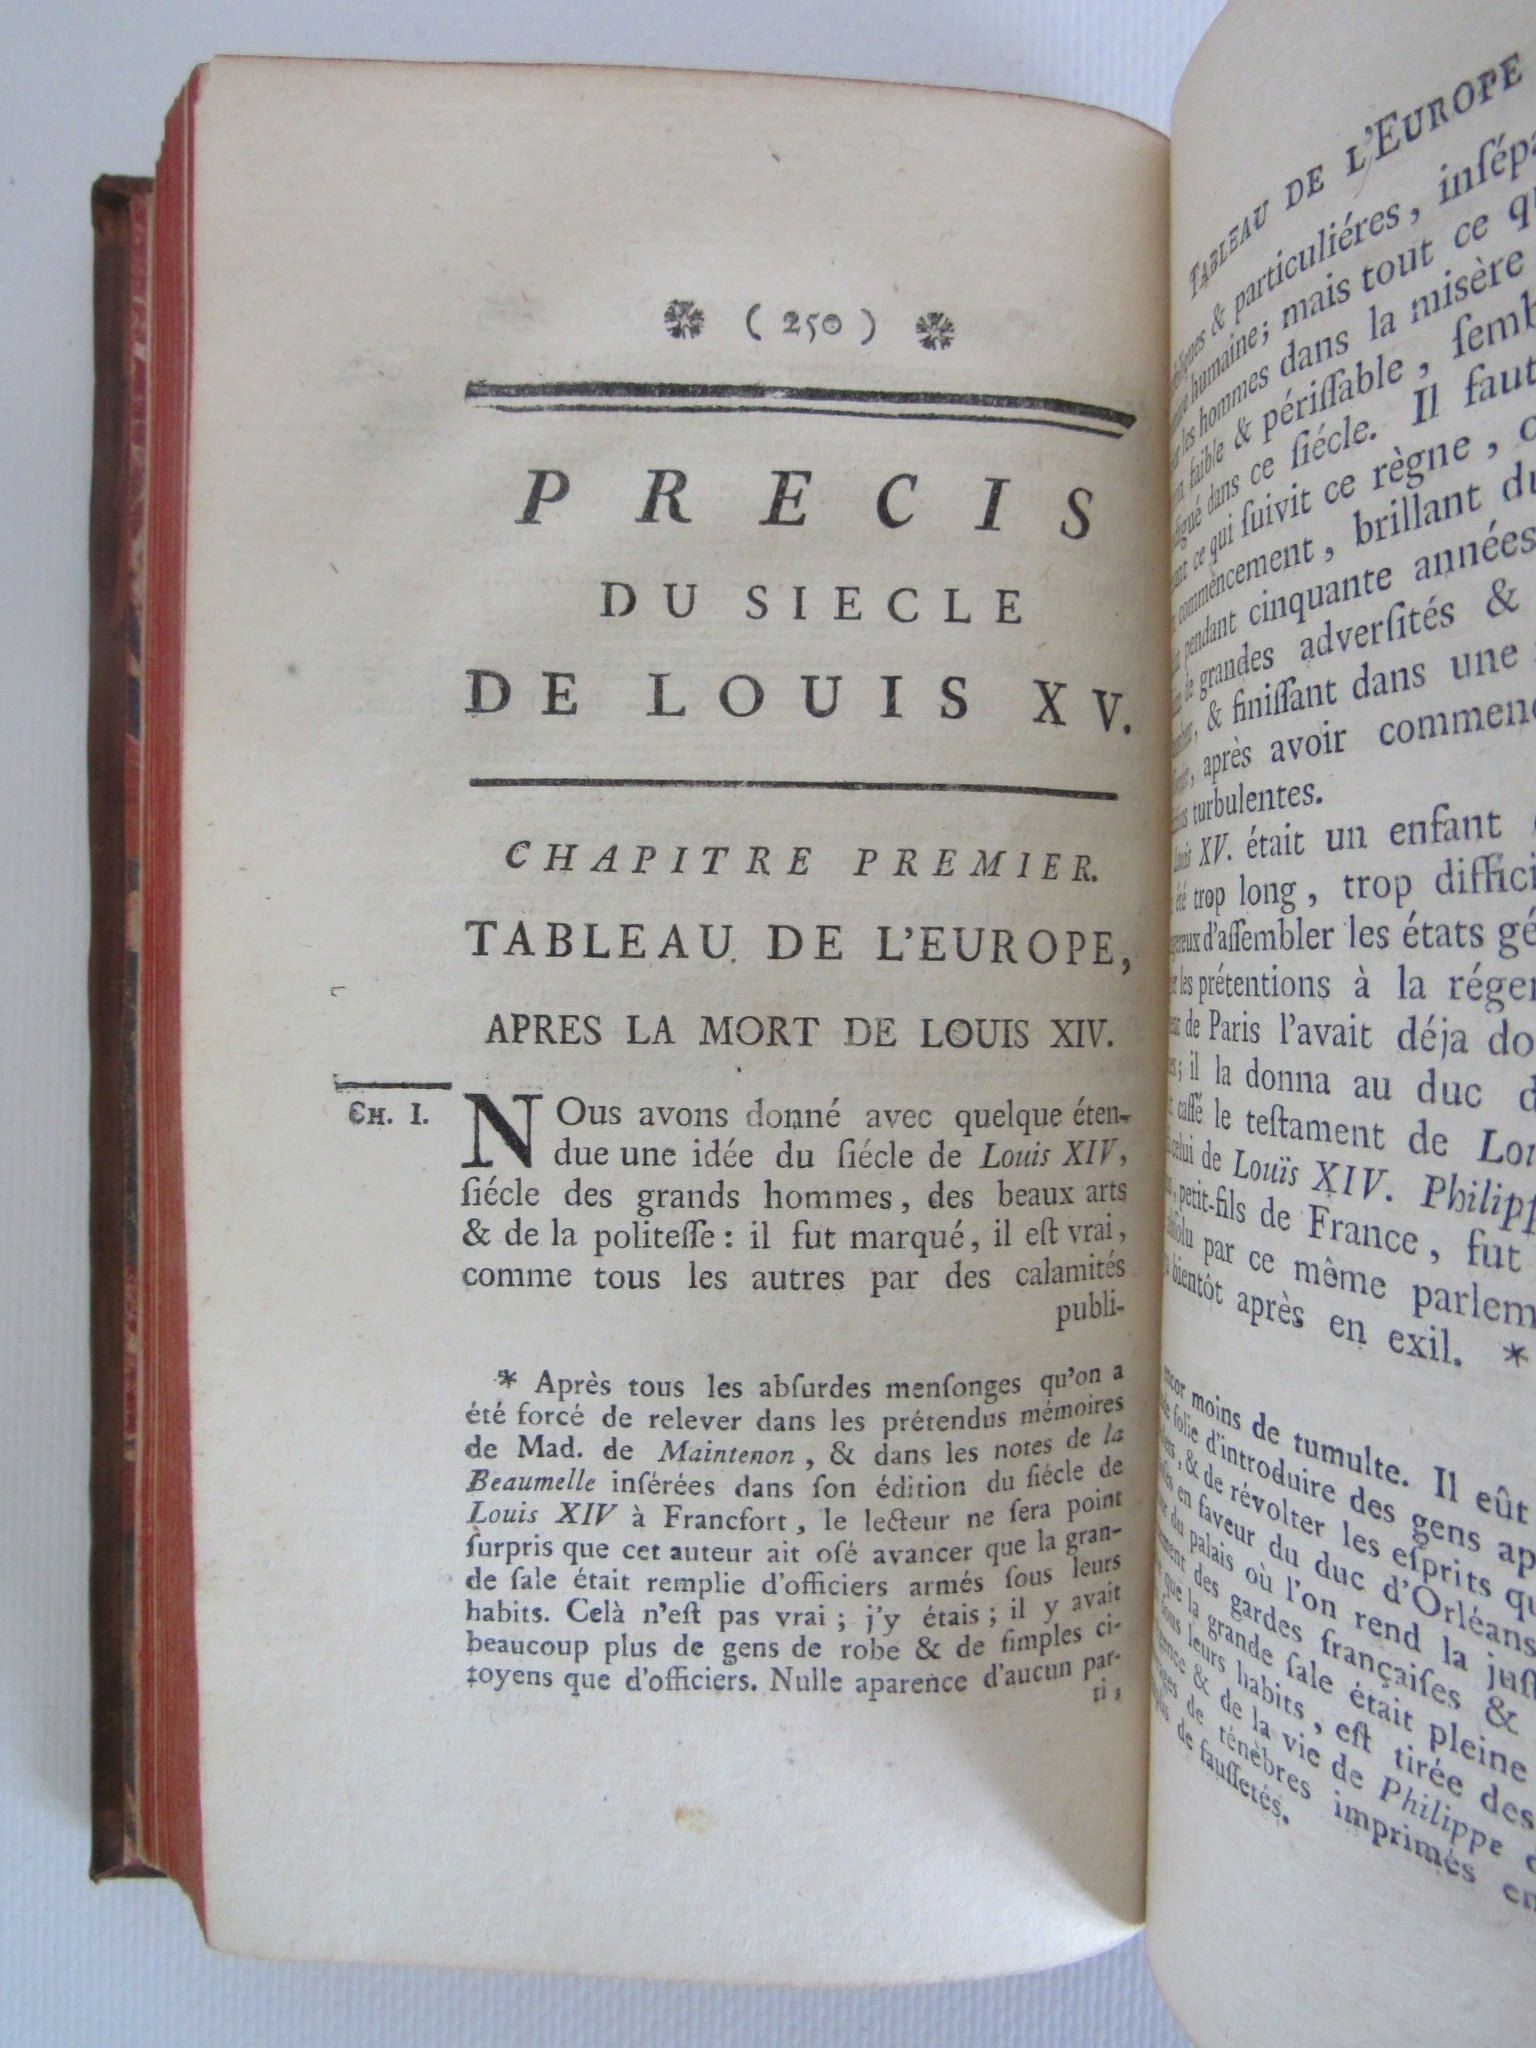 ( 250 )
PRECIS
DU SIECLE
DE LOUIS XV.
CHAPITRE PREMIER.
TABLEAU DE L'EUROPE,
APRES LA MORT DE LOUIS XIV.
CH. I.
NOus avons donné avec quelque éten-
due une idée du ſiécle de Louis XIV,
ſiécle des grands hommes, des beaux arts
& de la politeſſe: il fut marqué, il eſt vrai,
comme tous les autres par des calamités
publi-
* Après tous les abſurdes menſonges qu'on a
été forcé de relever dans les prétendus mémoires
de Mad. de Maintenon, & dans les notes de la
Beaumelle inſérées dans ſon édition du ſiécle de
Louis XIV à Francfort, le lecteur ne ſera point
ſurpris que cet auteur ait oſé avancer que la gran-
de ſale était remplie d'officiers armés ſous leurs
habits. Celà n'eſt pas vrai; j'y étais; il y avait
beaucoup plus de gens de robe & de ſimples ci-
toyens que d'officiers. Nulle aparence d'aucun par-
ti,
TABLEAU DE L'EUROPE
& particuliéres,
humaine; mais tout ce
les hommes dans la misère
faible & périſſable,
dans ce ſiécle. Il faut
ce qui ſuivit ce règne,
commencement, brillant
pendant cinquante années
de grandes adverſités &
& finiſſant dans une
après avoir
turbulentes.
Louis XV. était un enfant
été trop long, trop
d'aſſembler les états
les prétentions à la
de Paris l'avait déja
il la donna au duc
caſſé le teſtament de
celui de Louïs XIV.
petit-fils de France, fut
par ce même
bientôt après en exil. *
encor moins de tumulte. Il eût
folie d'introduire des gens
& de révolter les eſprits
en faveur du duc d'Orléans
du palais où l'on rend la
des gardes françaiſes &
que la grande ſale était pleine
ſous leurs habits, eſt tirée des
& de la vie de Philippe
de ténèbres imprimés en
de fauſſetés.